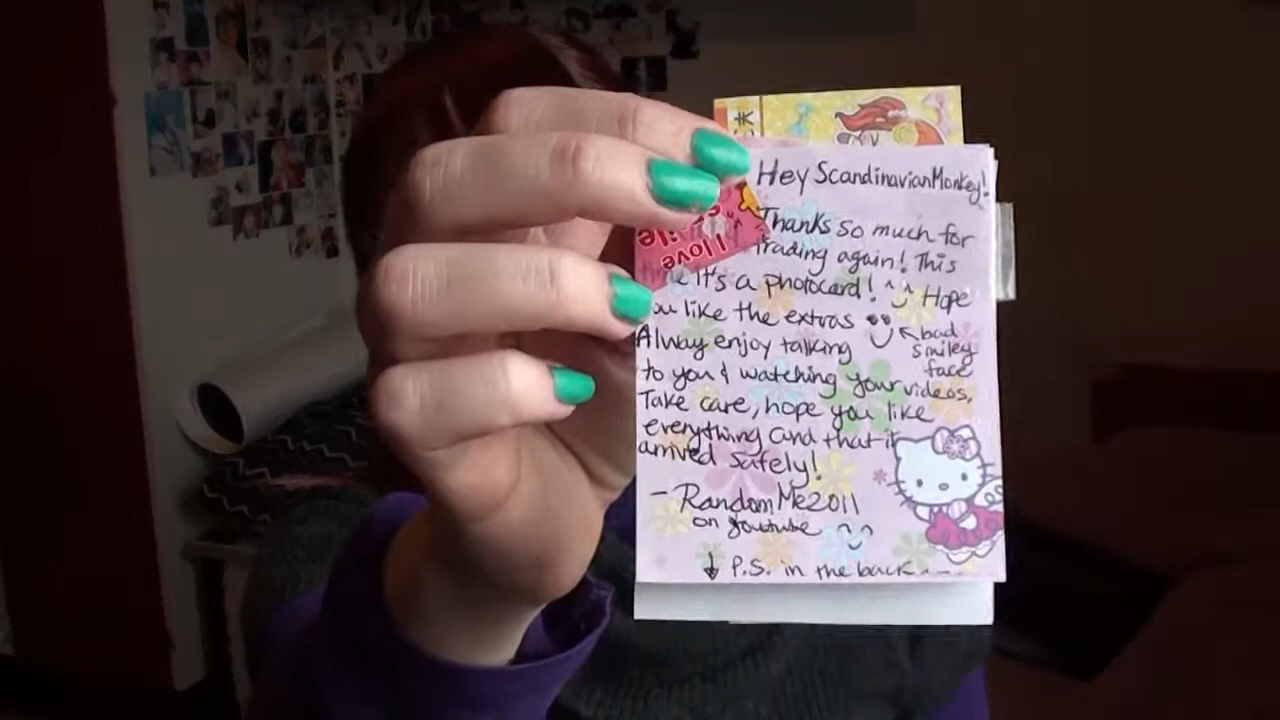 Hey ScandinavianMonkey!
Thanks so much for
trading again! This
time it's a photocard! ^^ Hope
you like the extras
← bad
smiley
face
Alway enjoy talking
to you & watching your videos.
Take care, hope you like
everything and that it
arrived safely!
- RandomMe2011
on youtube ^^
↓ P.S. in the back---
I love